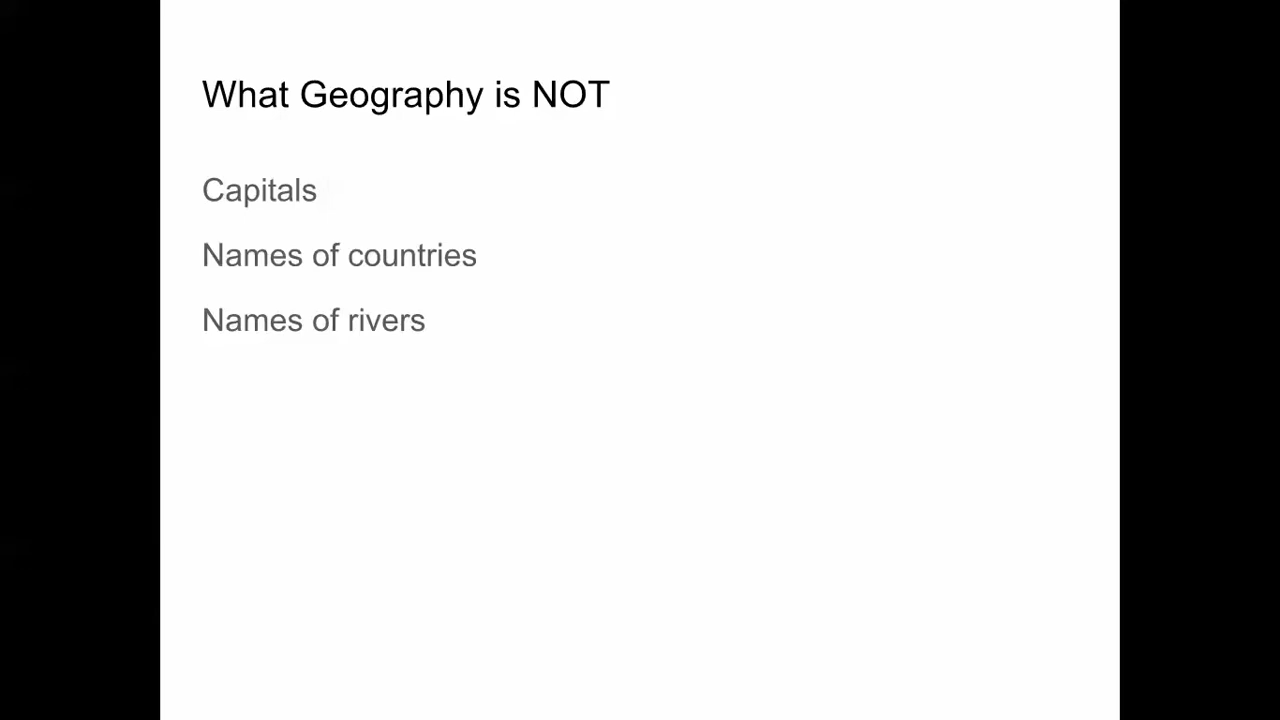 What Geography is NOT
Capitals
Names of countries
Names of rivers